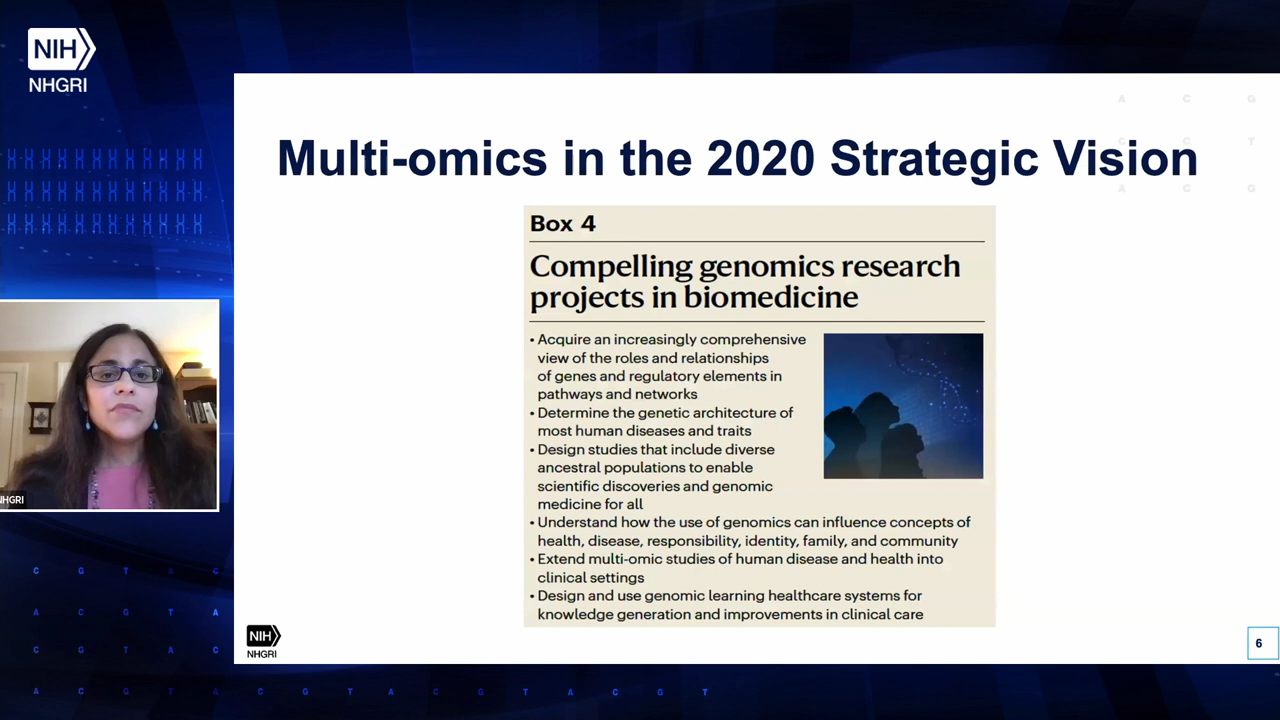 NIH
NHGRI
A C G
C G T
A C G
Multi-omics in the 2020 Strategic Vision
Box 4
Compelling genomics research
projects in biomedicine
• Acquire an increasingly comprehensive
view of the roles and relationships
of genes and regulatory elements in
pathways and networks
• Determine the genetic architecture of
most human diseases and traits
• Design studies that include diverse
ancestral populations to enable
scientific discoveries and genomic
medicine for all
• Understand how the use of genomics can influence concepts of
health, disease, responsibility, identity, family, and community
• Extend multi-omic studies of human disease and health into
clinical settings
• Design and use genomic learning healthcare systems for
knowledge generation and improvements in clinical care
NHGRI
C G T A C
A C G T A
C G T A C
NIH
NHGRI
6
A C G T A C G T A C G T A C G T